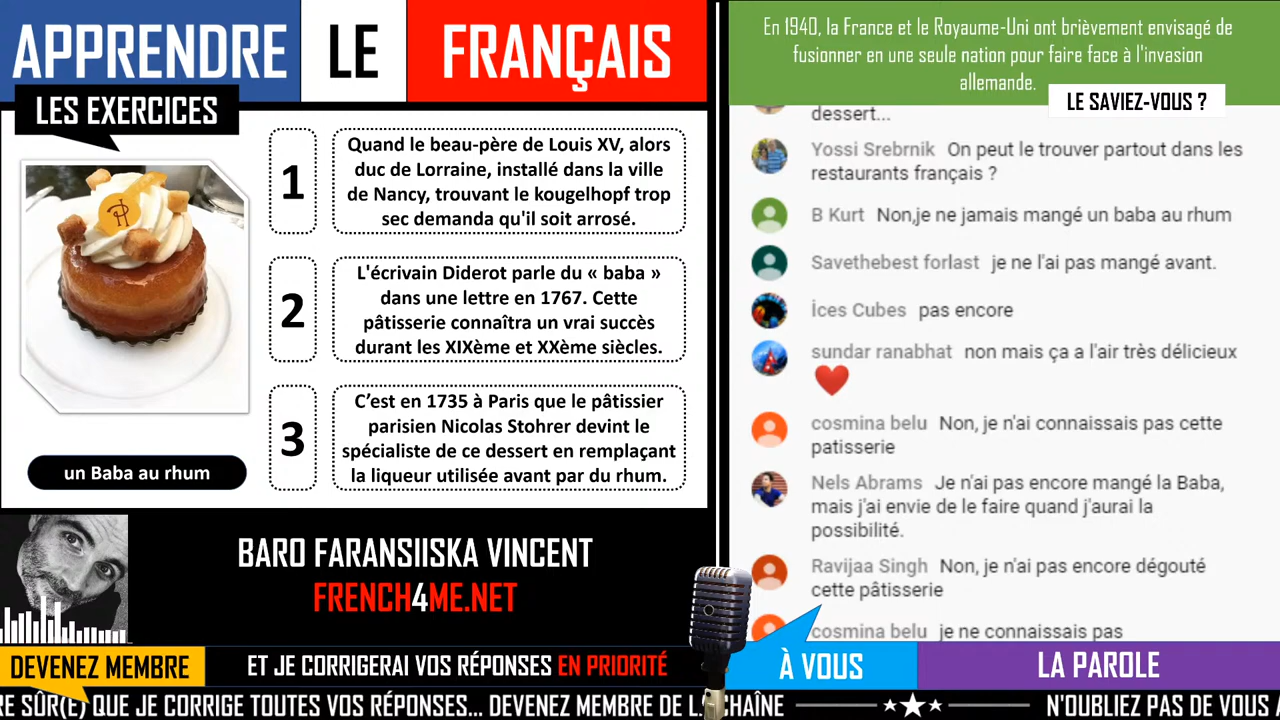 APPRENDRE LE FRANÇAIS
LES EXERCICES
1
Quand le beau-père de Louis XV, alors
duc de Lorraine, installé dans la ville
de Nancy, trouvant le kougelhopf trop
sec demanda qu'il soit arrosé.
2
L'écrivain Diderot parle du « baba »
dans une lettre en 1767. Cette
pâtisserie connaîtra un vrai succès
durant les XIXème et XXème siècles.
3
C’est en 1735 à Paris que le pâtissier
parisien Nicolas Stohrer devint le
spécialiste de ce dessert en remplaçant
la liqueur utilisée avant par du rhum.
un Baba au rhum
BARO FARANSIISKA VINCENT
FRENCH4ME.NET
DEVENEZ MEMBRE
ET JE CORRIGERAI VOS RÉPONSES EN PRIORITÉ
En 1940, la France et le Royaume-Uni ont brièvement envisagé de
fusionner en une seule nation pour faire face à l'invasion
allemande.
LE SAVIEZ-VOUS ?
dessert...
Yossi Srebrnik On peut le trouver partout dans les
restaurants français ?
B Kurt Non,je ne jamais mangé un baba au rhum
Savethebest forlast je ne l'ai pas mangé avant.
İces Cubes pas encore
sundar ranabhat non mais ça a l'air très délicieux
❤️
cosmina belu Non, je n'ai connaissais pas cette
patisserie
Nels Abrams Je n'ai pas encore mangé la Baba,
mais j'ai envie de le faire quand j'aurai la
possibilité.
Ravijaa Singh Non, je n'ai pas encore dégouté
cette pâtisserie
cosmina belu je ne connaissais pas
À VOUS
LA PAROLE
RE SÛR(E) QUE JE CORRIGE TOUTES VOS RÉPONSES... DEVENEZ MEMBRE DE LA CHAÎNE N'OUBLIEZ PAS DE VOUS A